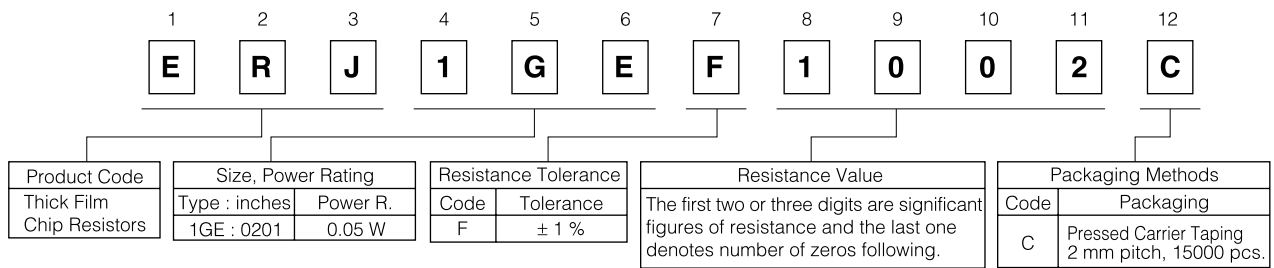 1 2 3 4 5 6 7 8 9 10 11 12
E R J 1 G E F 1 0 0 2 C
Product Code
Thick Film
Chip Resistors
Size, Power Rating
Type : inches Power R.
1GE : 0201 0.05 W
Resistance Tolerance
Code Tolerance
F ± 1 %
Resistance Value
The first two or three digits are significant
figures of resistance and the last one
denotes number of zeros following.
Packaging Methods
Code Packaging
C Pressed Carrier Taping
2 mm pitch, 15000 pcs.